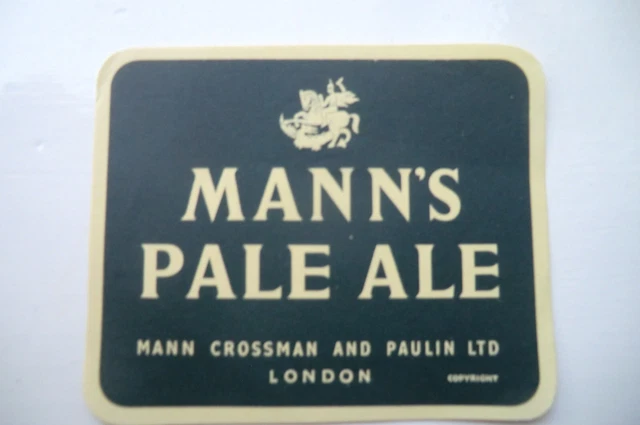 MANN'S
PALE ALE
MANN CROSSMAN AND PAULIN LTD
LONDON
COPYRIGHT